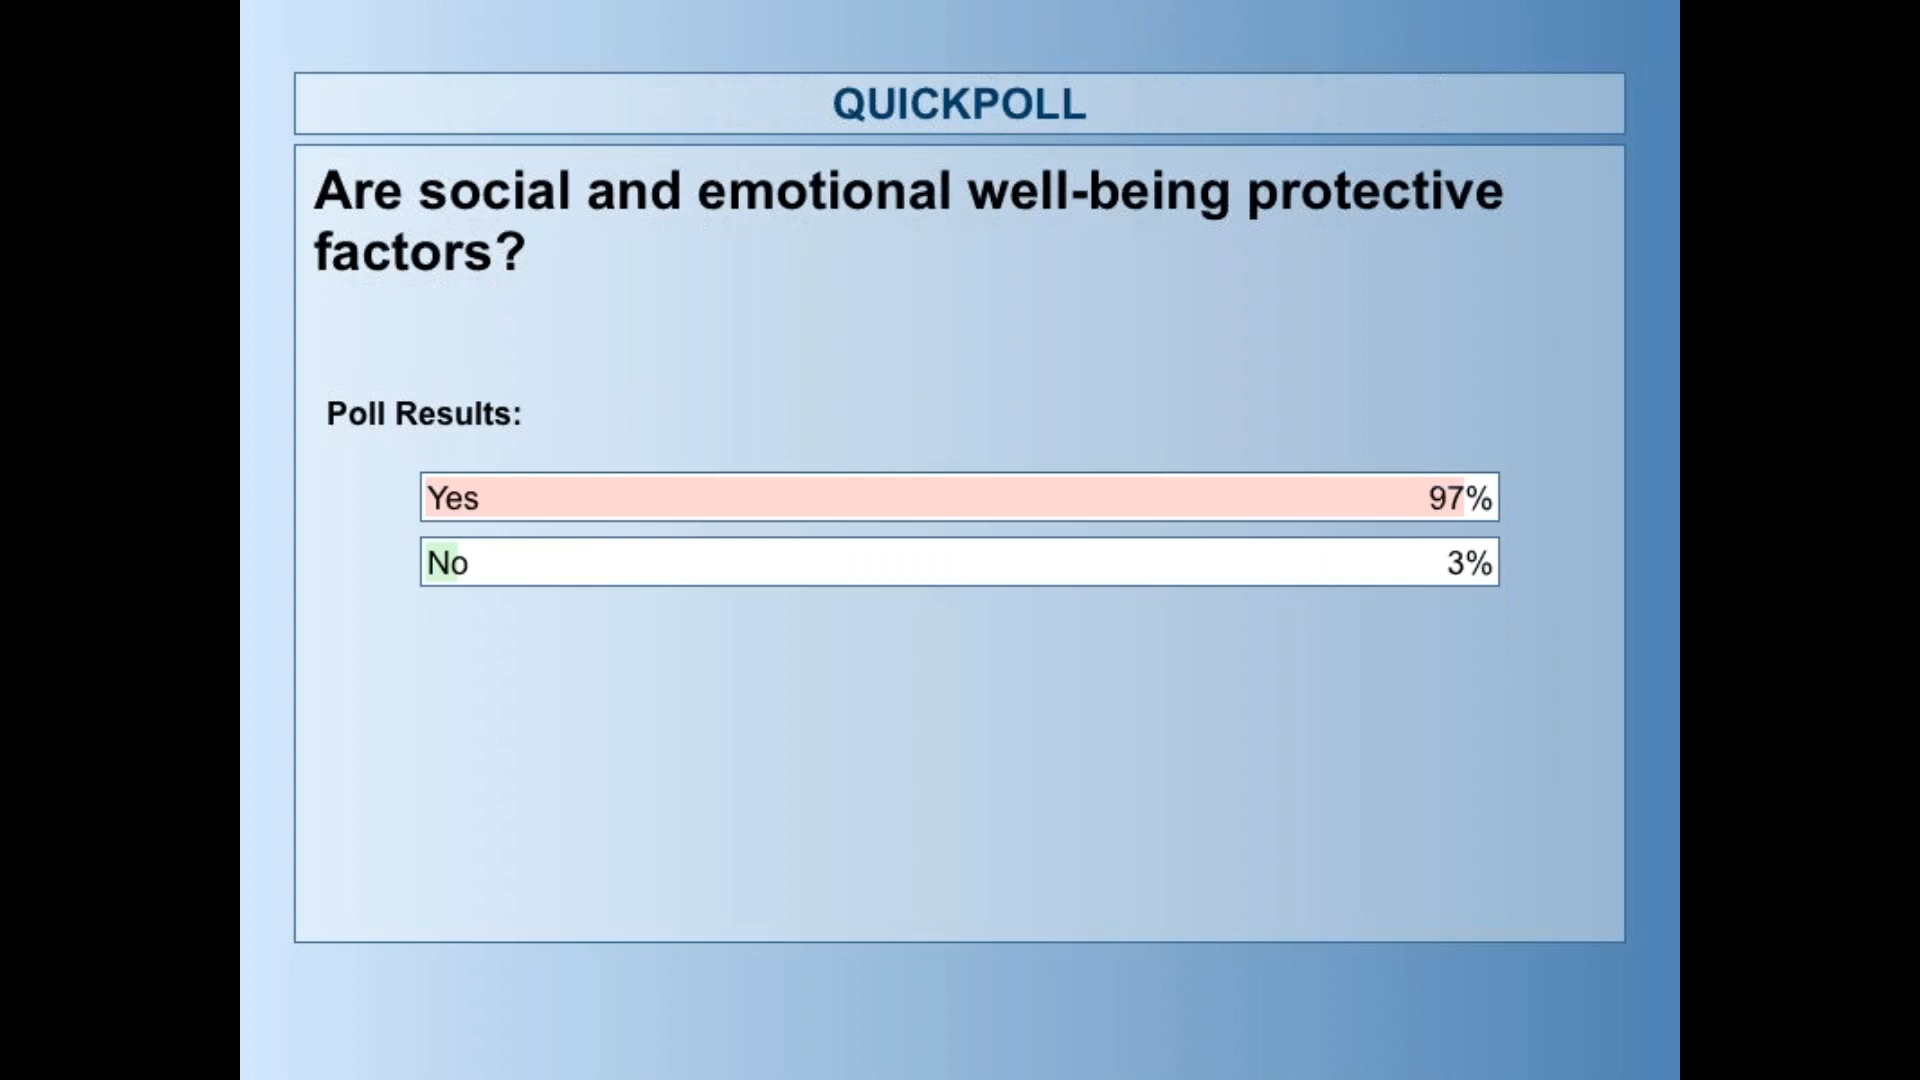 QUICKPOLL
Are social and emotional well-being protective
factors?
Poll Results:
Yes 97%
No 3%